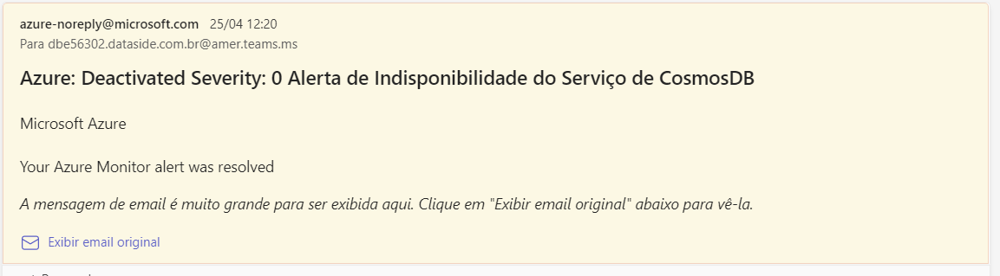 azure-noreply@microsoft.com 25/04 12:20
Para dbe56302.dataside.com.br@amer.teams.ms
Azure: Deactivated Severity: 0 Alerta de Indisponibilidade do Serviço de CosmosDB
Microsoft Azure
Your Azure Monitor alert was resolved
A mensagem de email é muito grande para ser exibida aqui. Clique em "Exibir email original" abaixo para vê-la.
Exibir email original